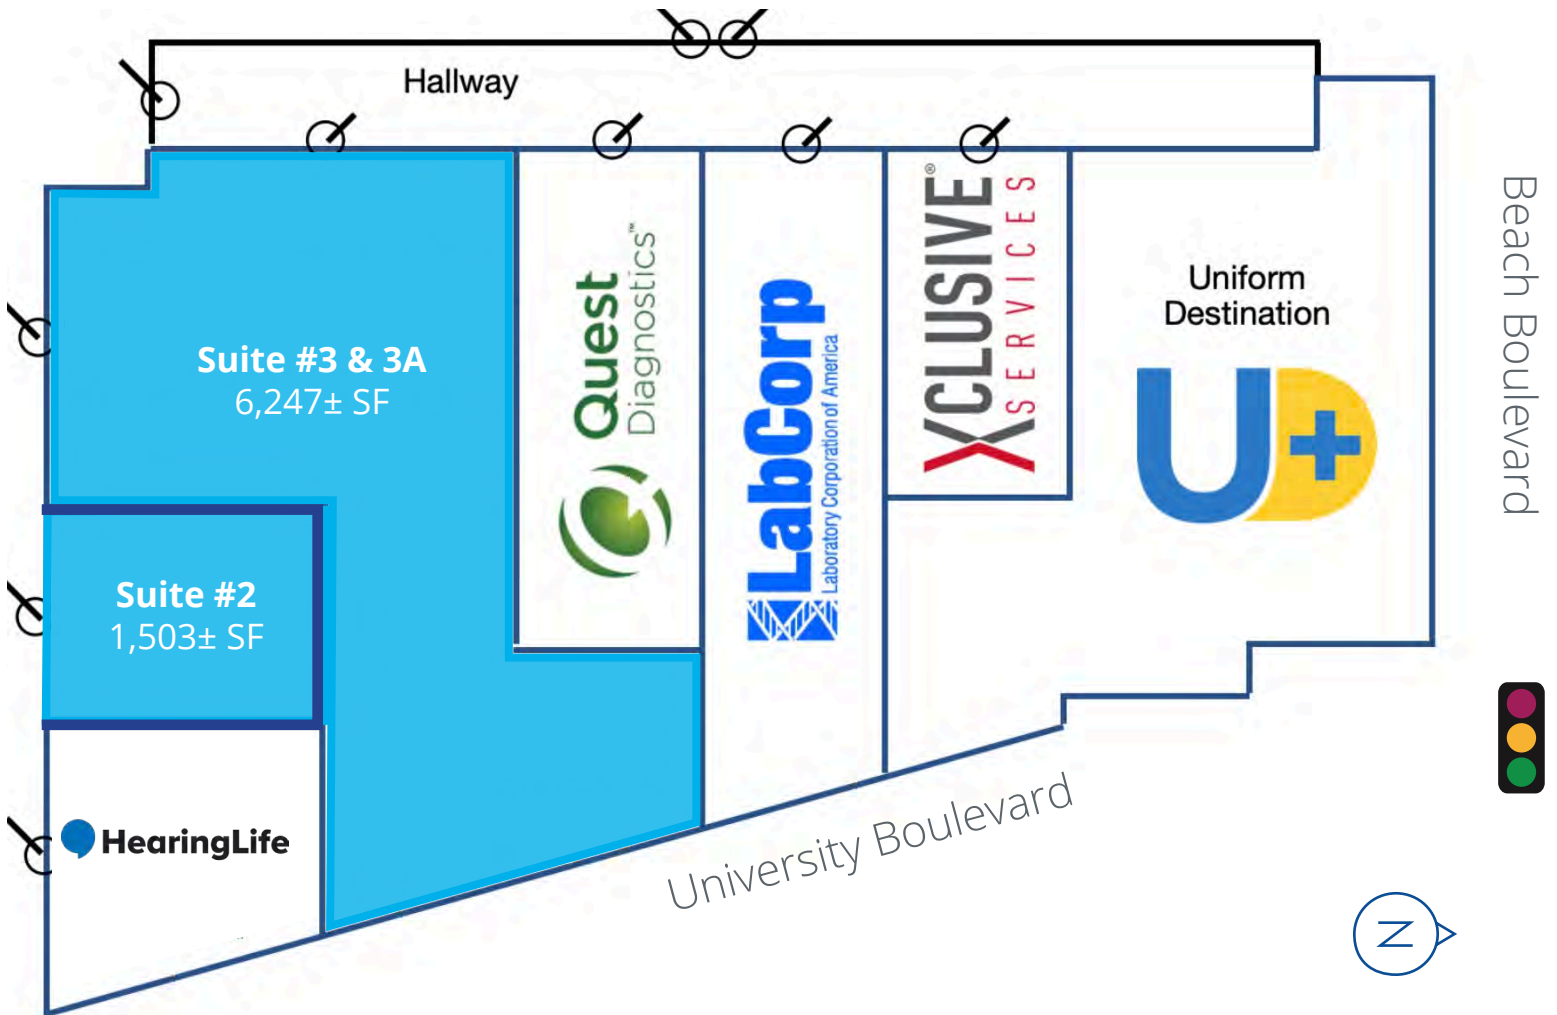 Hallway
Suite #3 & 3A
6,247± SF
Quest
Diagnostics™
LabCorp
Laboratory Corporation of America
XCLUSIVE®
SERVICES
Uniform
Destination
U+
Beach Boulevard
Suite #2
1,503± SF
HearingLife
University Boulevard
N